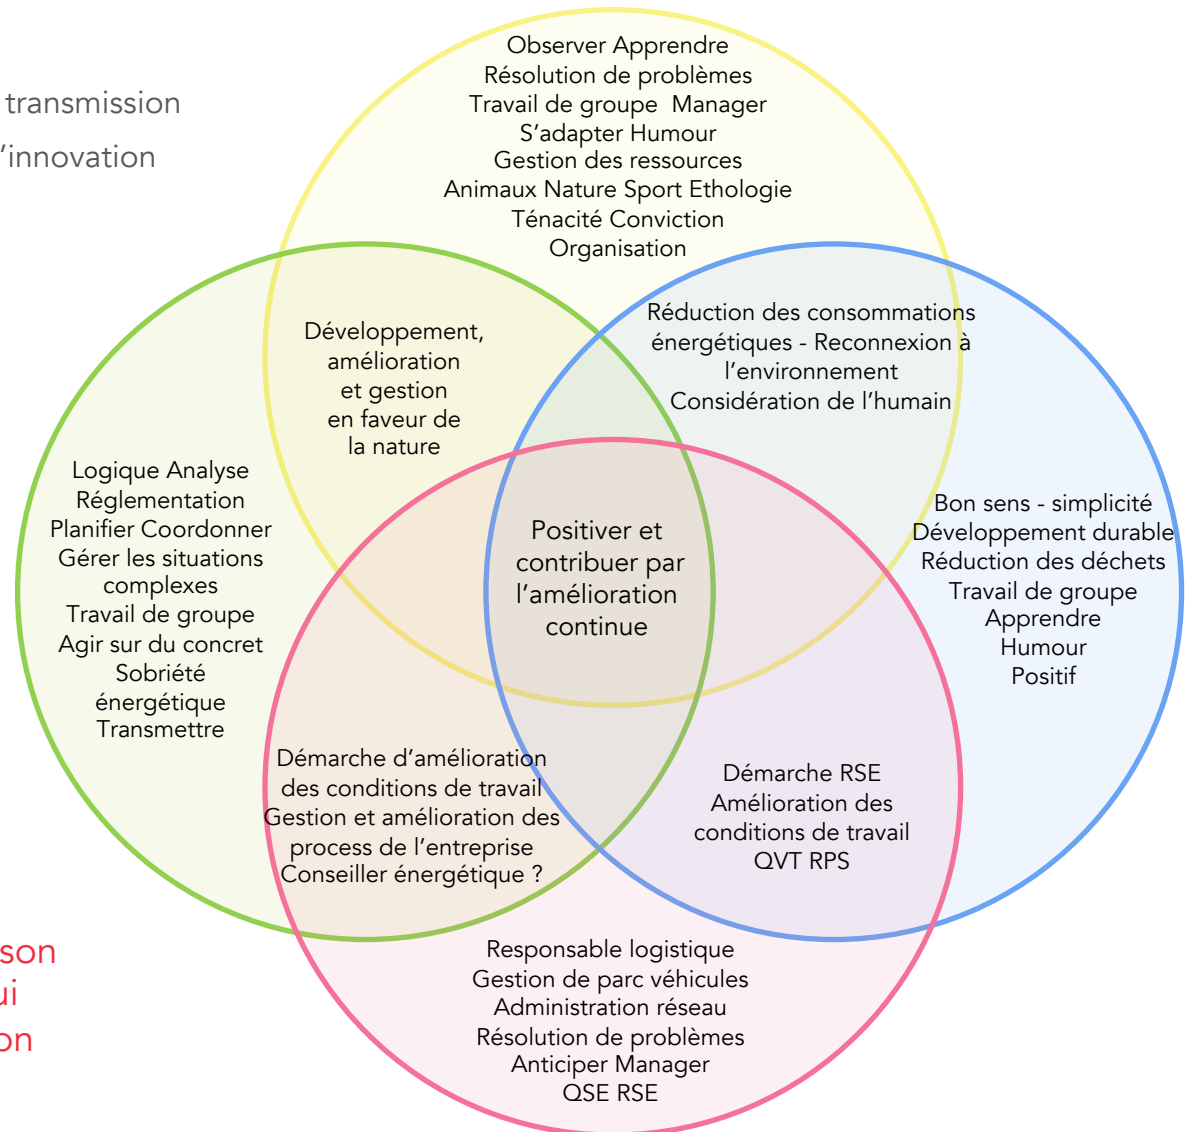 transmission
'innovation
Observer Apprendre
Résolution de problèmes
Travail de groupe  Manager
S'adapter Humour
Gestion des ressources
Animaux Nature Sport Ethologie
Ténacité Conviction
Organisation
Développement,
amélioration
et gestion
en faveur de
la nature
Réduction des consommations
énergétiques - Reconnexion à
l'environnement
Considération de l'humain
Logique Analyse
Réglementation
Planifier Coordonner
Gérer les situations
complexes
Travail de groupe
Agir sur du concret
Sobriété
énergétique
Transmettre
Positiver et
contribuer par
l'amélioration
continue
Bon sens - simplicité
Développement durable
Réduction des déchets
Travail de groupe
Apprendre
Humour
Positif
Démarche d'amélioration
des conditions de travail
Gestion et amélioration des
process de l'entreprise
Conseiller énergétique ?
Démarche RSE
Amélioration des
conditions de travail
QVT RPS
son
ui
on
Responsable logistique
Gestion de parc véhicules
Administration réseau
Résolution de problèmes
Anticiper Manager
QSE RSE